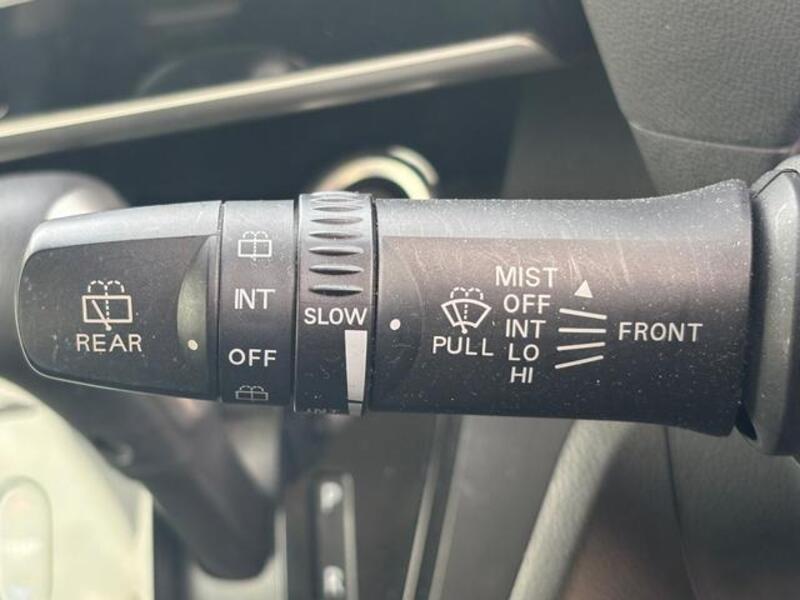 REAR
INT
OFF
SLOW
PULL
MIST
OFF
INT
LO
HI
FRONT